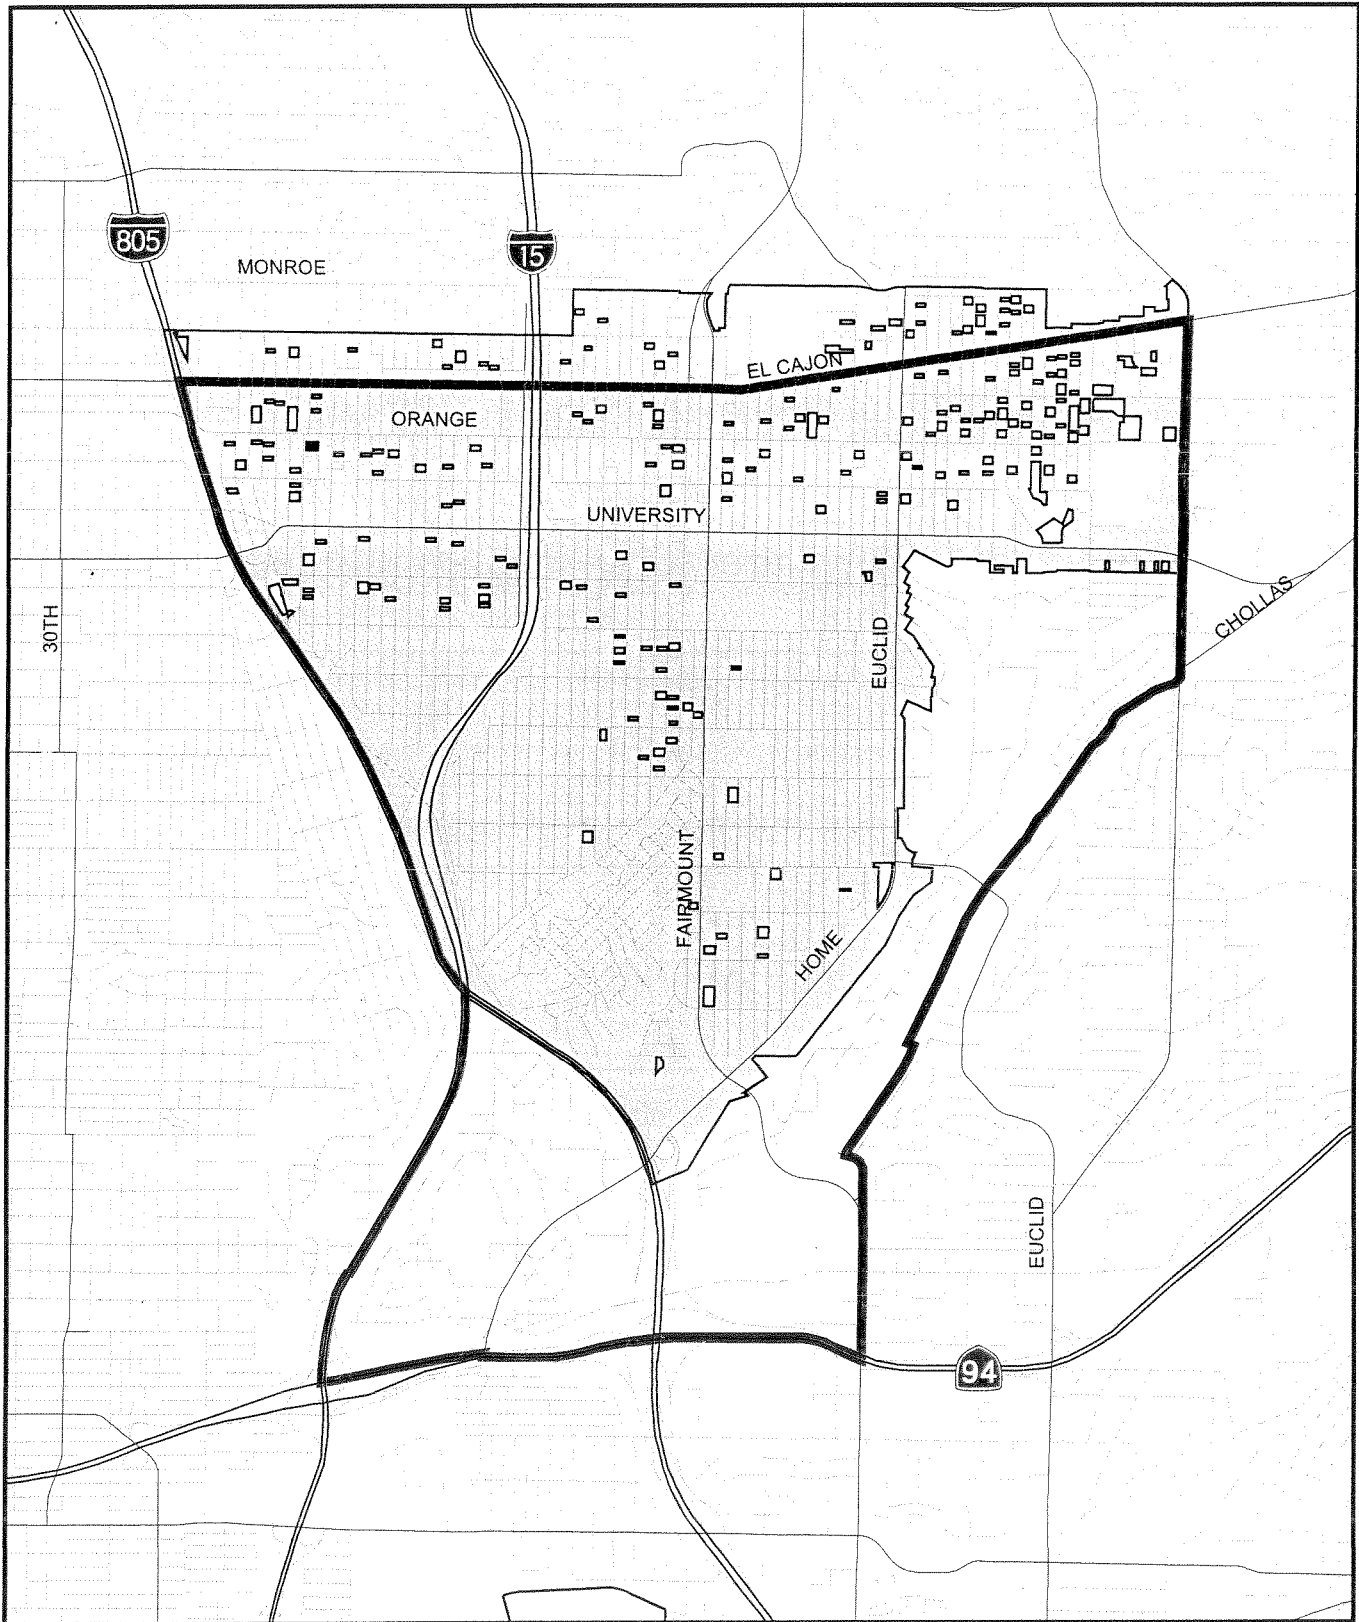 805
15
MONROE
EL CAJON
ORANGE
UNIVERSITY
30TH
EUCLID
CHOLLAS
FAIRMOUNT
HOME
EUCLID
94